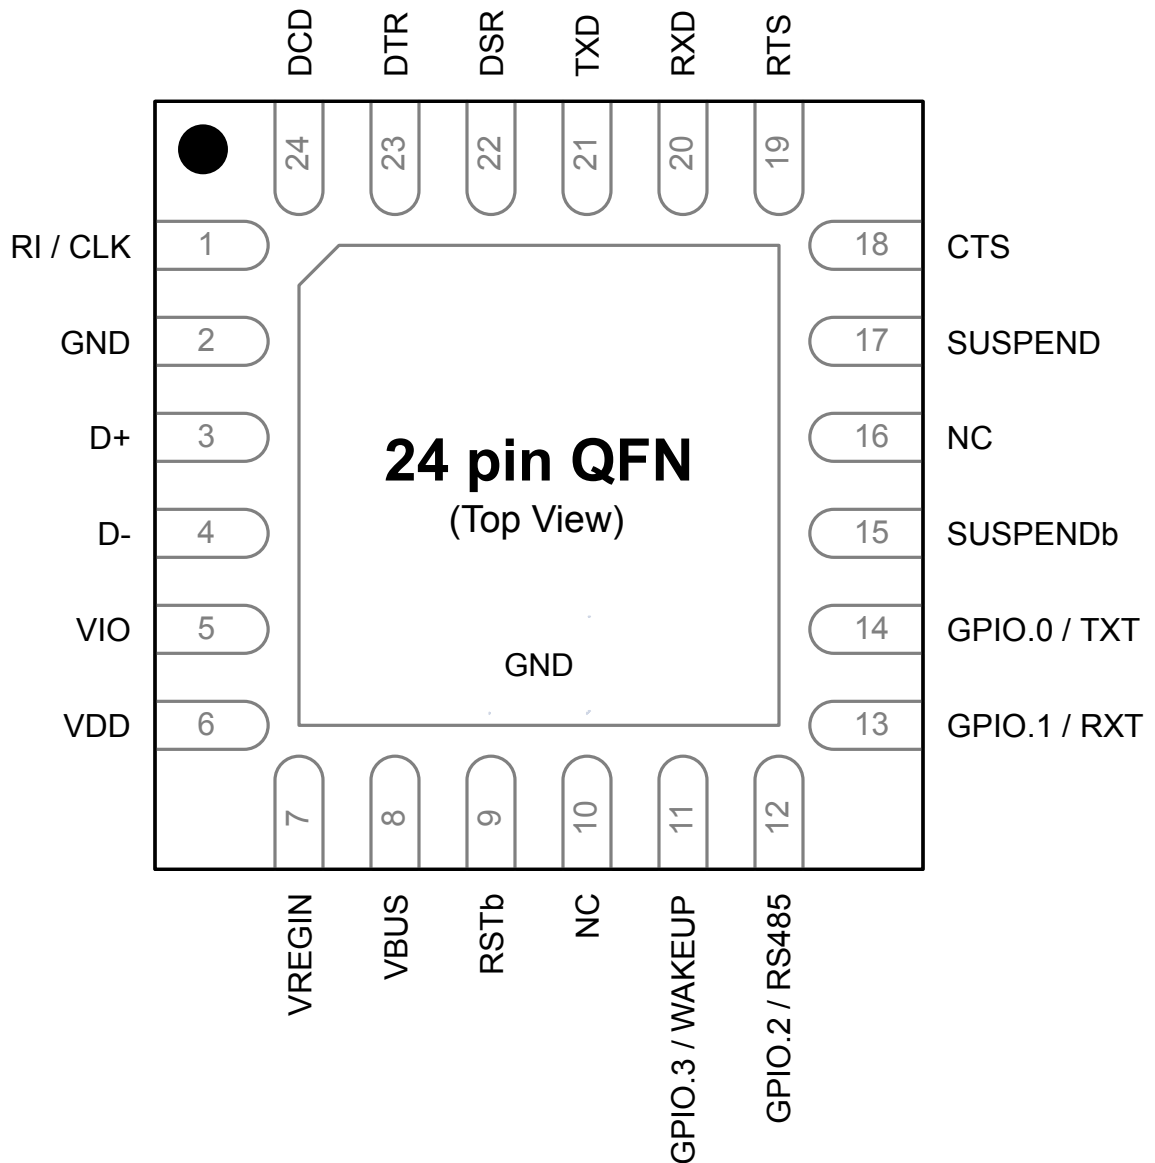 DCD DTR DSR TXD RXD RTS
24 23 22 21 20 19
RI / CLK 1 18 CTS
GND 2 17 SUSPEND
D+ 3 16 NC
24 pin QFN
(Top View)
D- 4 15 SUSPENDb
VIO 5 14 GPIO.0 / TXT
GND
VDD 6 13 GPIO.1 / RXT
7 8 9 10 11 12
VREGIN VBUS RSTb NC GPIO.3 / WAKEUP GPIO.2 / RS485